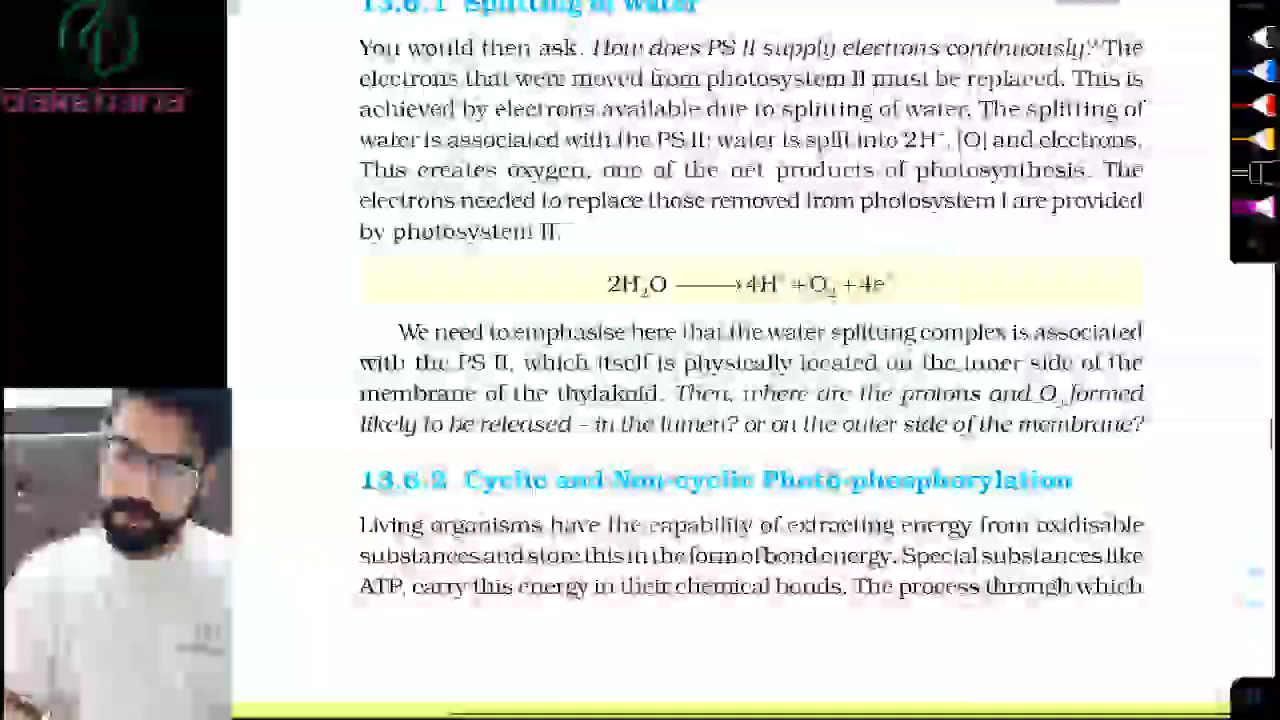 13.6.1 Splitting of Water
You would then ask, How does PS II supply electrons continuously? The
electrons that were moved from photosystem II must be replaced. This is
achieved by electrons available due to splitting of water. The splitting of
water is associated with the PS II; water is split into 2H⁺, [O] and electrons.
This creates oxygen, one of the net products of photosynthesis. The
electrons needed to replace those removed from photosystem I are provided
by photosystem II.
2H₂O ⟶ 4H⁺ + O₂ + 4e⁻
We need to emphasise here that the water splitting complex is associated
with the PS II, which itself is physically located on the inner side of the
membrane of the thylakoid. Then, where are the protons and O₂ formed
likely to be released – in the lumen? or on the outer side of the membrane?
13.6.2 Cyclic and Non-cyclic Photo-phosphorylation
Living organisms have the capability of extracting energy from oxidisable
substances and store this in the form of bond energy. Special substances like
ATP, carry this energy in their chemical bonds. The process through which